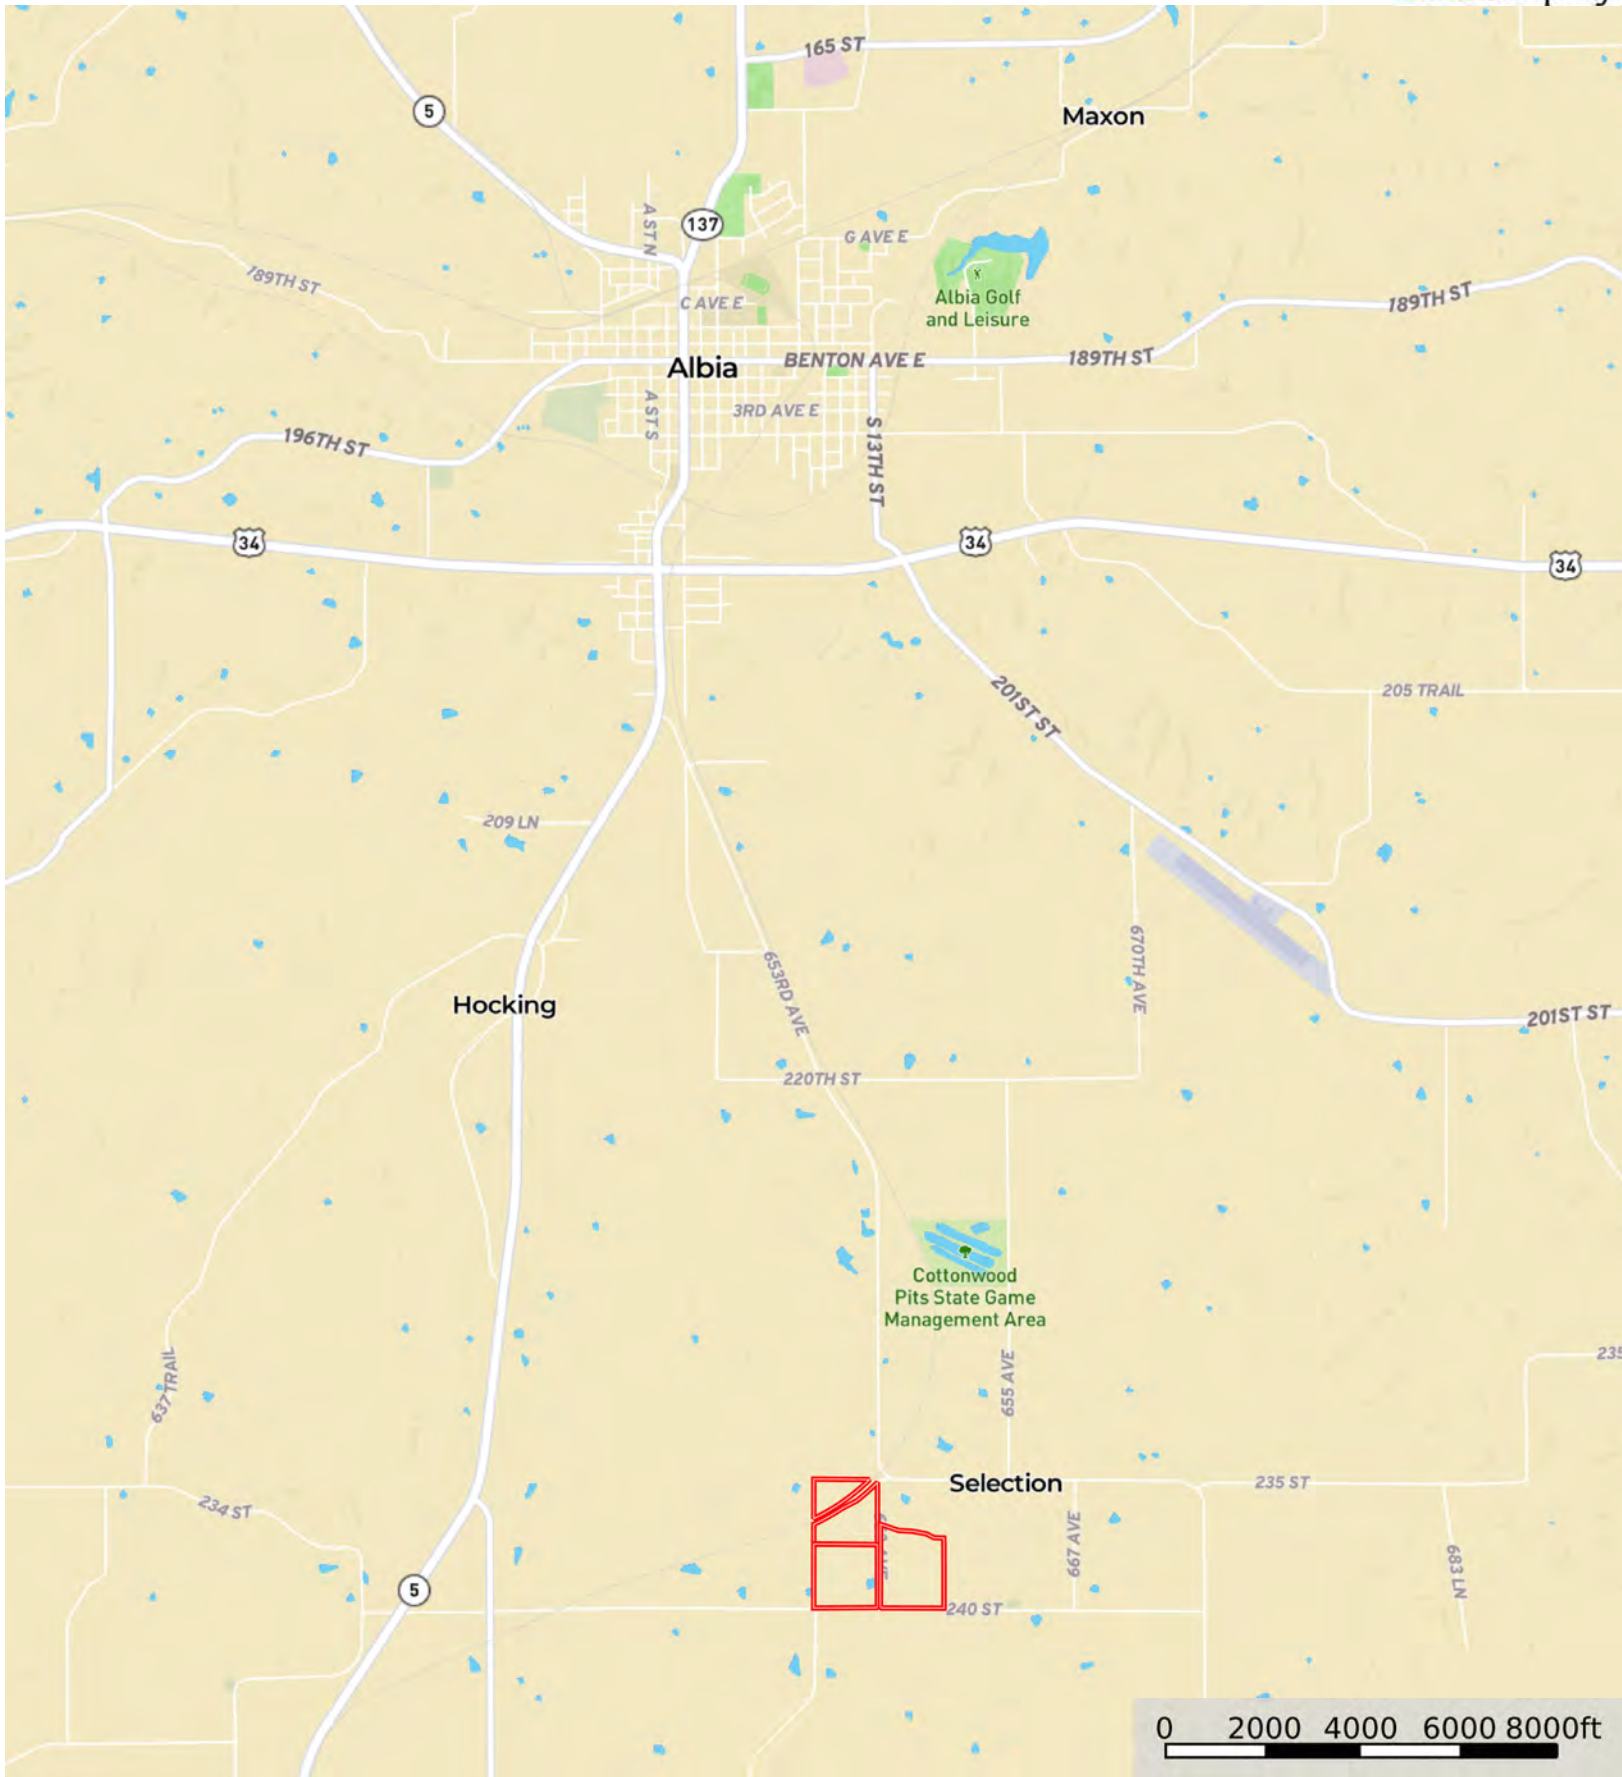 165 ST
5
Maxon
137
A ST N
G AVE E
189TH ST
C AVE E
Albia Golf
and Leisure
189TH ST
Albia
BENTON AVE E
189TH ST
A ST S
3RD AVE E
196TH ST
S 13TH ST
34
34
34
201ST ST
205 TRAIL
209 LN
653RD AVE
670TH AVE
Hocking
201ST ST
220TH ST
Cottonwood
Pits State Game
Management Area
637 TRAIL
655 AVE
235
Selection
235 ST
234 ST
667 AVE
683 LN
5
240 ST
0 2000 4000 6000 8000ft